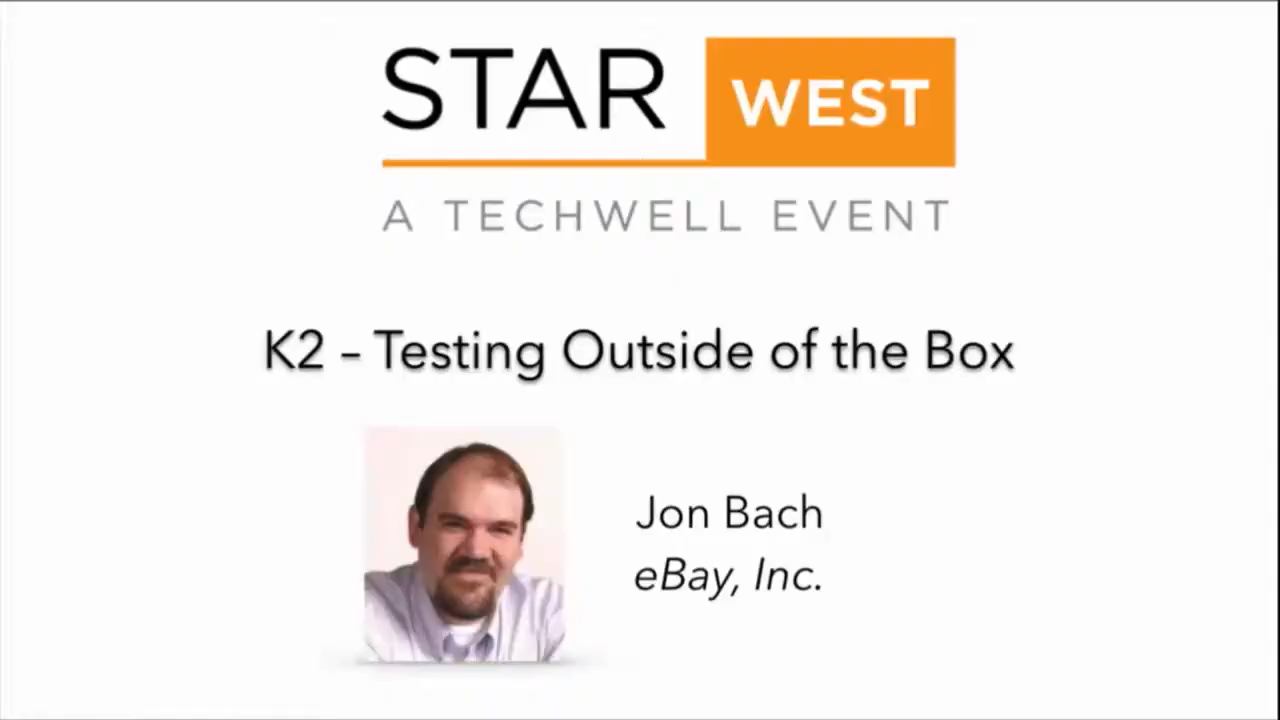 STAR WEST
A TECHWELL EVENT
K2 – Testing Outside of the Box
Jon Bach
eBay, Inc.